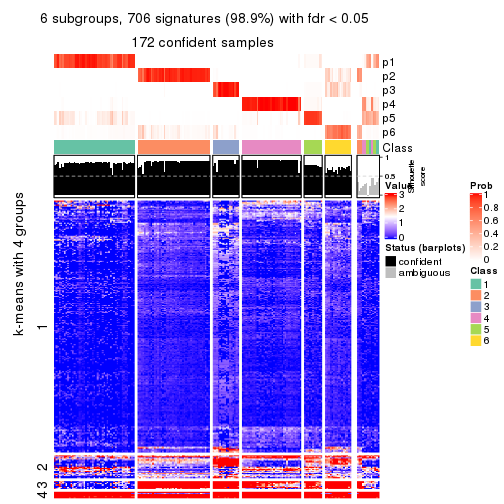 6 subgroups, 706 signatures (98.9%) with fdr < 0.05
172 confident samples
p1
p2
p3
p4
p5
p6
Class
1
0.5
0
Silhouette
score
k-means with 4 groups
1
2
3
4
Value
3
2
1
0
Status (barplots)
confident
ambiguous
Prob
1
0.8
0.6
0.4
0.2
0
Class
1
2
3
4
5
6